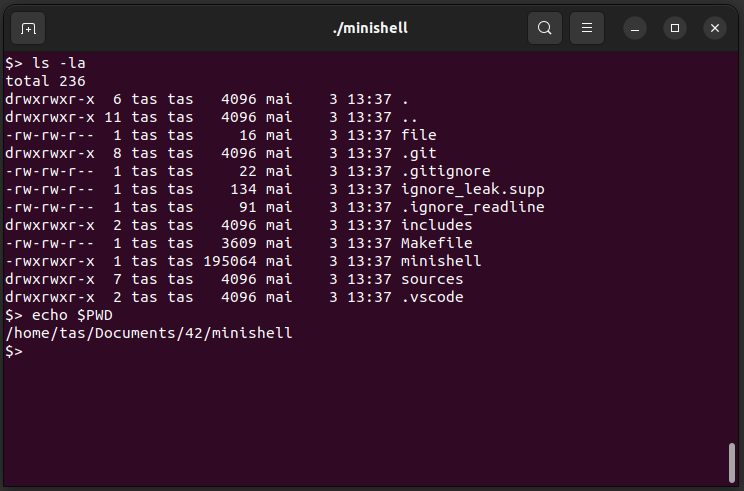 ./minishell
$> ls -la
total 236
drwxrwxr-x  6 tas tas   4096 mai    3 13:37 .
drwxrwxr-x 11 tas tas   4096 mai    3 13:37 ..
-rw-rw-r--  1 tas tas     16 mai    3 13:37 file
drwxrwxr-x  8 tas tas   4096 mai    3 13:37 .git
-rw-rw-r--  1 tas tas     22 mai    3 13:37 .gitignore
-rw-rw-r--  1 tas tas    134 mai    3 13:37 ignore_leak.supp
-rw-rw-r--  1 tas tas     91 mai    3 13:37 .ignore_readline
drwxrwxr-x  2 tas tas   4096 mai    3 13:37 includes
-rw-rw-r--  1 tas tas   3609 mai    3 13:37 Makefile
-rwxrwxr-x  1 tas tas 195064 mai    3 13:37 minishell
drwxrwxr-x  7 tas tas   4096 mai    3 13:37 sources
drwxrwxr-x  2 tas tas   4096 mai    3 13:37 .vscode
$> echo $PWD
/home/tas/Documents/42/minishell
$>